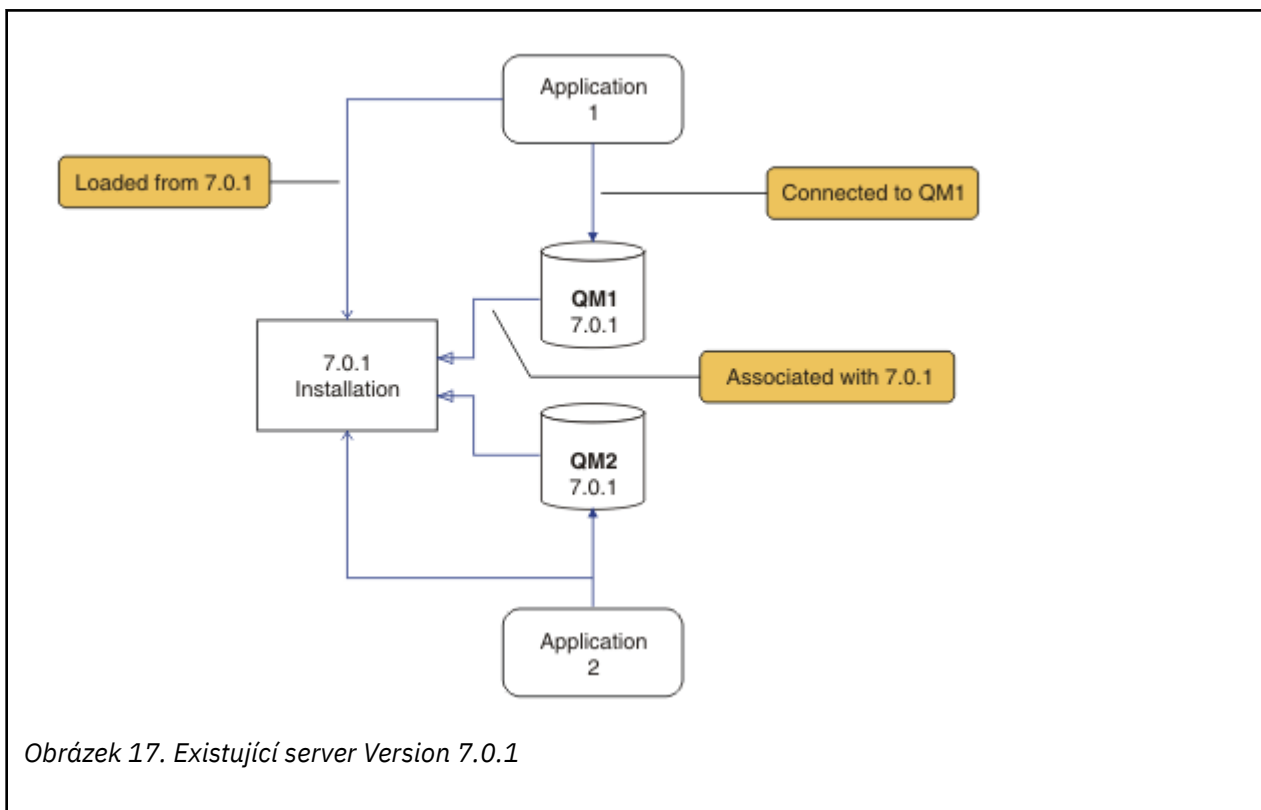 Application
1
Loaded from 7.0.1
Connected to QM1
QM1
7.0.1
7.0.1
Installation
Associated with 7.0.1
QM2
7.0.1
Application
2
Obrázek 17. Existující server Version 7.0.1